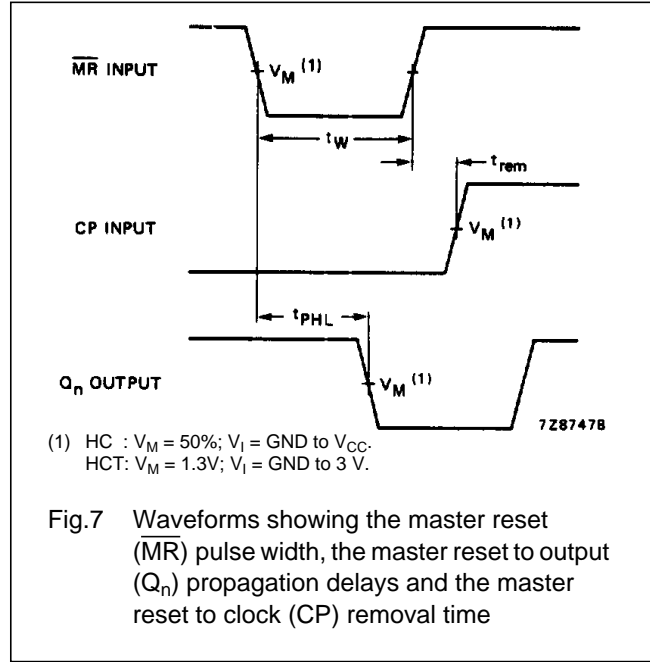 M̅R̅ INPUT
V_M (1)
t_W
t_rem
CP INPUT
V_M (1)
t_PHL
Q_n OUTPUT
V_M (1)
7Z87478
(1) HC : V_M = 50%; V_I = GND to V_CC.
HCT: V_M = 1.3V; V_I = GND to 3 V.
Fig.7 Waveforms showing the master reset
(M̅R̅) pulse width, the master reset to output
(Q_n) propagation delays and the master
reset to clock (CP) removal time